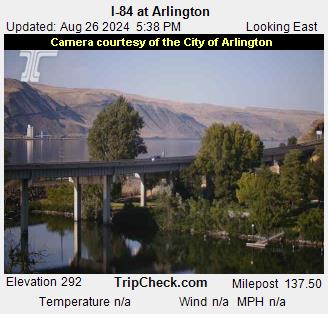 I-84 at Arlington
Updated: Aug 26 2024 5:38 PM Looking East
Camera courtesy of the City of Arlington
Elevation 292 TripCheck.com Milepost 137.50
Temperature n/a Wind n/a MPH n/a